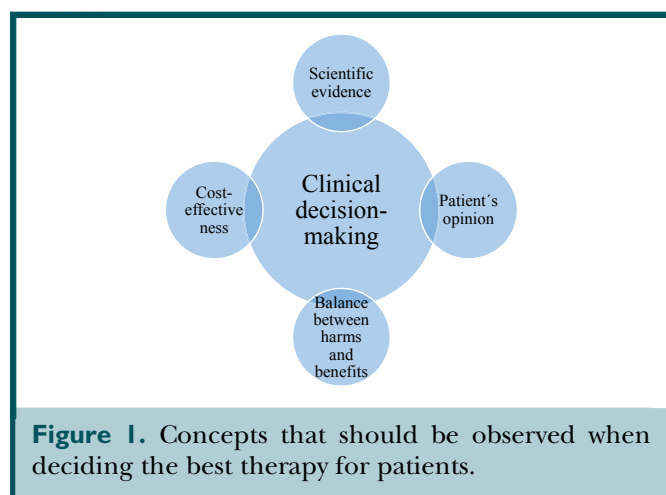 Scientific
evidence
Clinical
decision-
making
Cost-
effective
ness
Patient´s
opinion
Balance
between
harms
and
benefits
Figure 1. Concepts that should be observed when
deciding the best therapy for patients.